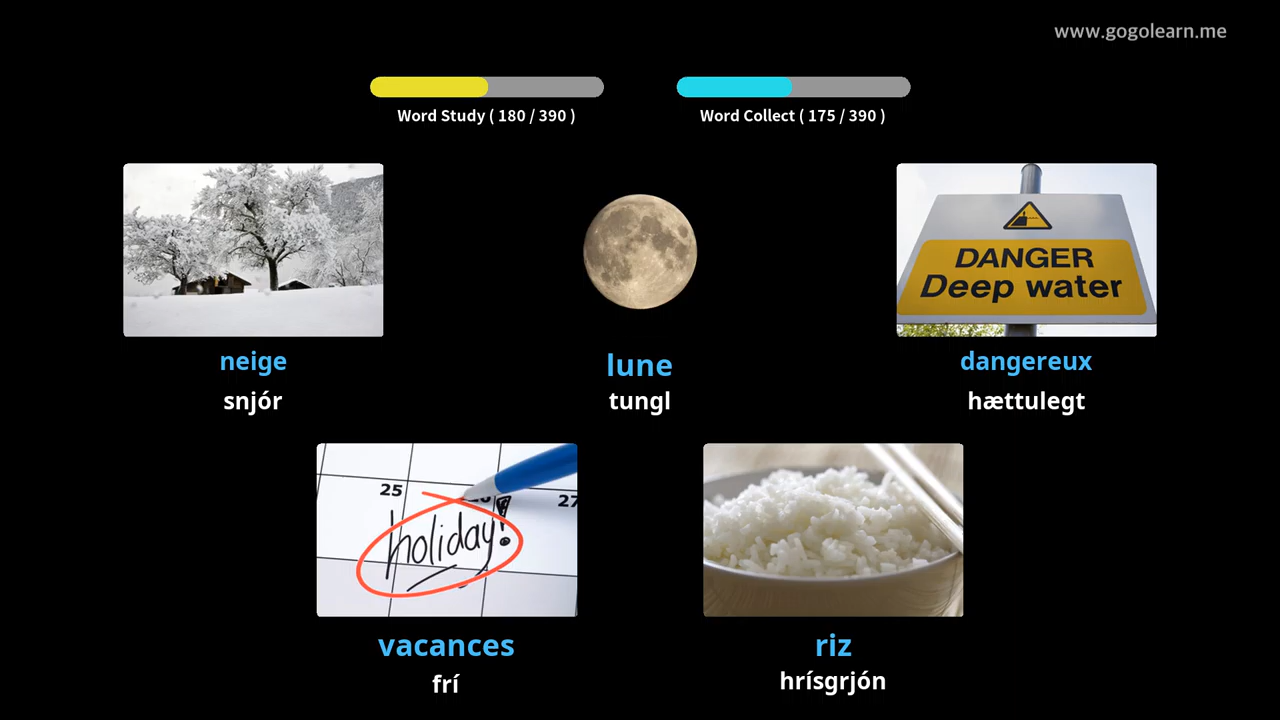 www.gogolearn.me
Word Study ( 180 / 390 )
Word Collect ( 175 / 390 )
DANGER
Deep water
neige
snjór
lune
tungl
dangereux
hættulegt
25
27
holiday!
vacances
frí
riz
hrísgrjón